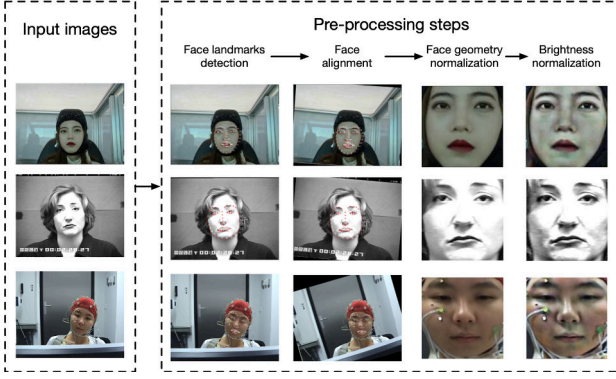 Input images
Pre-processing steps
Face landmarks
detection
Face
alignment
Face geometry
normalization
Brightness
normalization